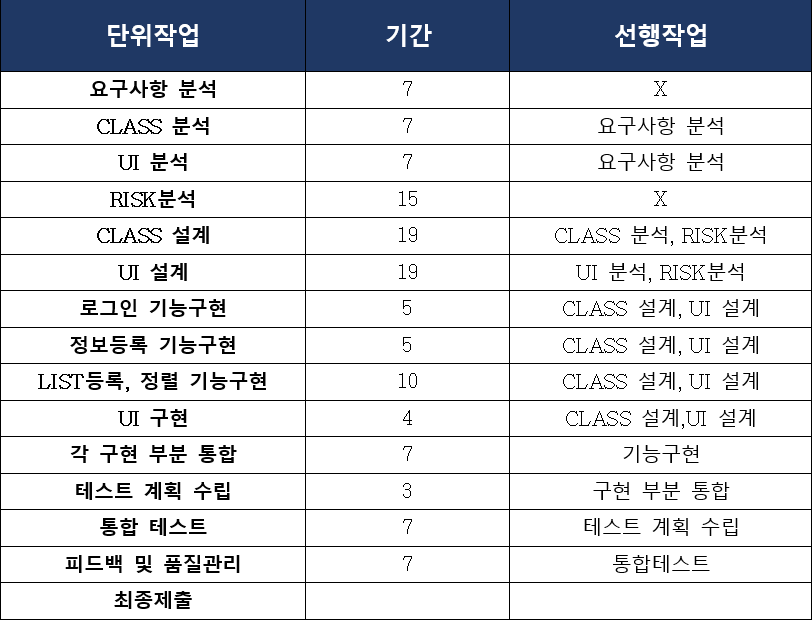 단위작업 기간 선행작업
요구사항 분석 7 X
CLASS 분석 7 요구사항 분석
UI 분석 7 요구사항 분석
RISK분석 15 X
CLASS 설계 19 CLASS 분석, RISK분석
UI 설계 19 UI 분석, RISK분석
로그인 기능구현 5 CLASS 설계, UI 설계
정보등록 기능구현 5 CLASS 설계, UI 설계
LIST등록, 정렬 기능구현 10 CLASS 설계, UI 설계
UI 구현 4 CLASS 설계,UI 설계
각 구현 부분 통합 7 기능구현
테스트 계획 수립 3 구현 부분 통합
통합 테스트 7 테스트 계획 수립
피드백 및 품질관리 7 통합테스트
최종제출